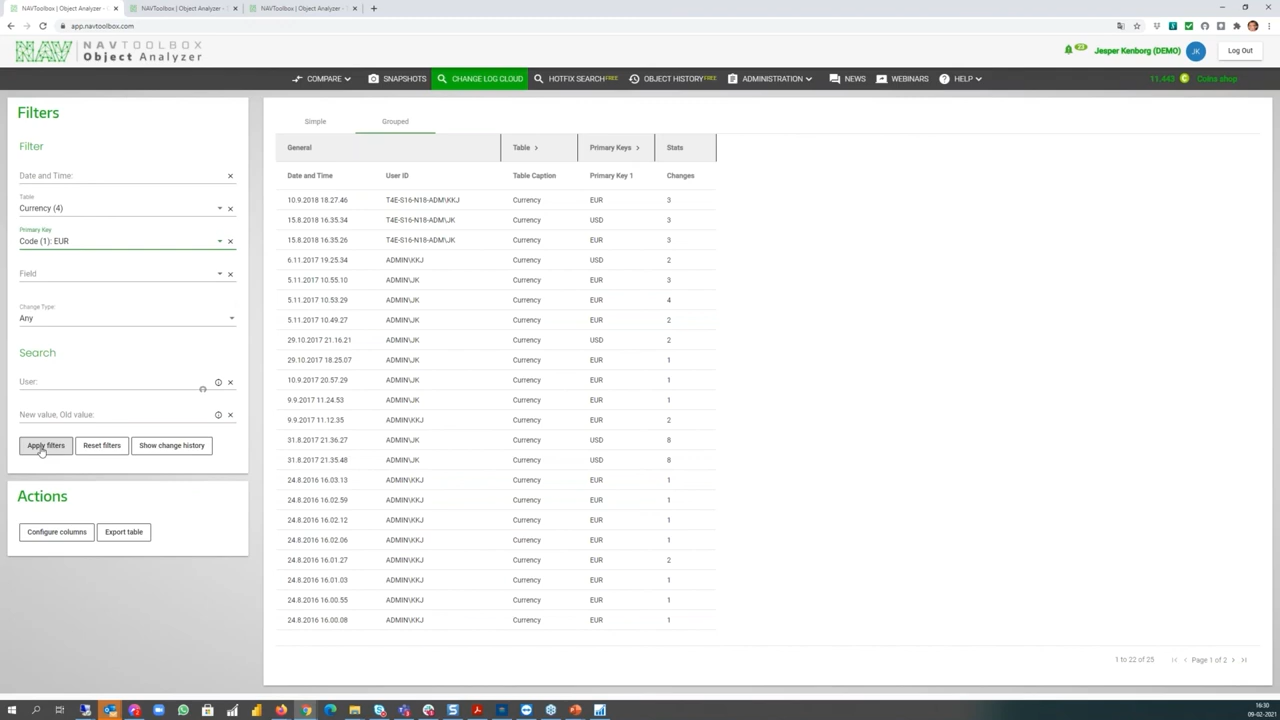 NAVToolbox | Object Analyzer
NAVToolbox | Object Analyzer
NAVToolbox | Object Analyzer
app.navtoolbox.com
NAV NAVTOOLBOX
Object Analyzer
23
Jesper Kenborg (DEMO)
JK
Log Out
COMPARE
SNAPSHOTS
CHANGE LOG CLOUD
HOTFIX SEARCH FREE
OBJECT HISTORY FREE
ADMINISTRATION
NEWS
WEBINARS
HELP
11.443
Coins shop
Filters
Filter
Date and Time:
Table
Currency (4)
Primary Key
Code (1): EUR
Field
Change Type:
Any
Search
User:
New value, Old value:
Apply filters
Reset filters
Show change history
Actions
Configure columns
Export table
Simple
Grouped
General Table Primary Keys Stats
Date and Time User ID Table Caption Primary Key 1 Changes
10.9.2018 18.27.46 T4E-S16-N18-ADM\KKJ Currency EUR 3
15.8.2018 16.35.34 T4E-S16-N18-ADM\JK Currency USD 3
15.8.2018 16.35.26 T4E-S16-N18-ADM\JK Currency EUR 3
6.11.2017 19.25.34 ADMIN\KKJ Currency USD 2
5.11.2017 10.55.10 ADMIN\JK Currency EUR 3
5.11.2017 10.53.29 ADMIN\JK Currency EUR 4
5.11.2017 10.49.27 ADMIN\JK Currency EUR 2
29.10.2017 21.16.21 ADMIN\JK Currency USD 2
29.10.2017 18.25.07 ADMIN\JK Currency EUR 1
10.9.2017 20.57.29 ADMIN\JK Currency EUR 1
9.9.2017 11.24.53 ADMIN\JK Currency EUR 1
9.9.2017 11.12.35 ADMIN\KKJ Currency EUR 2
31.8.2017 21.36.27 ADMIN\JK Currency USD 8
31.8.2017 21.35.48 ADMIN\JK Currency USD 8
24.8.2016 16.03.13 ADMIN\KKJ Currency EUR 1
24.8.2016 16.02.59 ADMIN\KKJ Currency EUR 1
24.8.2016 16.02.12 ADMIN\KKJ Currency EUR 1
24.8.2016 16.02.06 ADMIN\KKJ Currency EUR 1
24.8.2016 16.01.27 ADMIN\KKJ Currency EUR 2
24.8.2016 16.01.03 ADMIN\KKJ Currency EUR 1
24.8.2016 16.00.55 ADMIN\KKJ Currency EUR 1
24.8.2016 16.00.08 ADMIN\KKJ Currency EUR 1
1 to 22 of 25
Page 1 of 2
16:30
09-02-2021